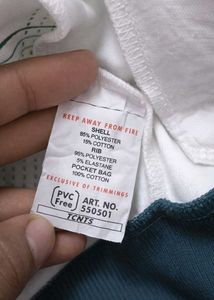 KEEP AWAY FROM FIRE
SHELL
85% POLYESTER
15% COTTON
RIB
95% POLYESTER
5% ELASTANE
POCKET BAG
100% COTTON
EXCLUSIVE OF TRIMMINGS
PVC Free
ART. NO.
550501
TCNTS